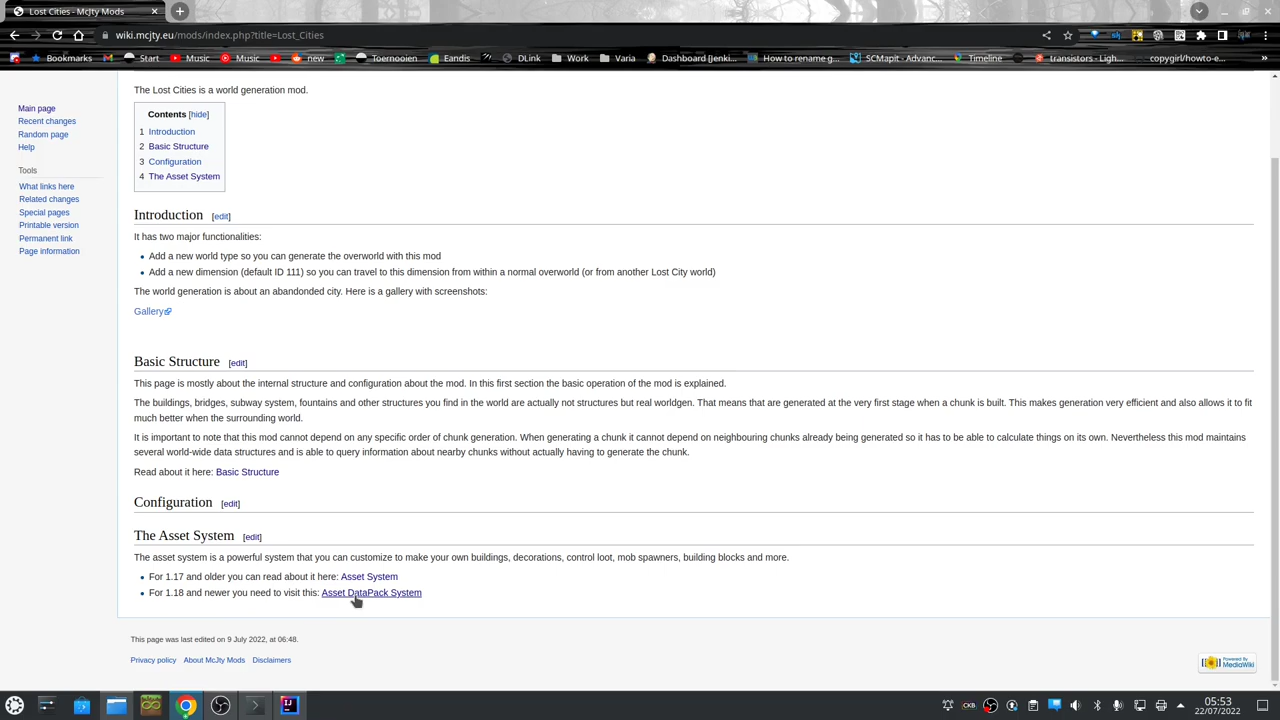 Lost Cities - McJty Mods
wiki.mcjty.eu/mods/index.php?title=Lost_Cities
Bookmarks Start Music Music new Toernooien Eandis DLink Work Varia Dashboard [Jenki... How to rename g... SCMapit - Advanc... Timeline transistors - Ligh... copygirl/howto-e... »
Main page
Recent changes
Random page
Help
Tools
What links here
Related changes
Special pages
Printable version
Permanent link
Page information
The Lost Cities is a world generation mod.
Contents [hide]
1 Introduction
2 Basic Structure
3 Configuration
4 The Asset System
Introduction [edit]
It has two major functionalities:
Add a new world type so you can generate the overworld with this mod
Add a new dimension (default ID 111) so you can travel to this dimension from within a normal overworld (or from another Lost City world)
The world generation is about an abandonded city. Here is a gallery with screenshots:
Gallery
Basic Structure [edit]
This page is mostly about the internal structure and configuration about the mod. In this first section the basic operation of the mod is explained.
The buildings, bridges, subway system, fountains and other structures you find in the world are actually not structures but real worldgen. That means that are generated at the very first stage when a chunk is built. This makes generation very efficient and also allows it to fit
much better when the surrounding world.
It is important to note that this mod cannot depend on any specific order of chunk generation. When generating a chunk it cannot depend on neighbouring chunks already being generated so it has to be able to calculate things on its own. Nevertheless this mod maintains
several world-wide data structures and is able to query information about nearby chunks without actually having to generate the chunk.
Read about it here: Basic Structure
Configuration [edit]
The Asset System [edit]
The asset system is a powerful system that you can customize to make your own buildings, decorations, control loot, mob spawners, building blocks and more.
For 1.17 and older you can read about it here: Asset System
For 1.18 and newer you need to visit this: Asset DataPack System
This page was last edited on 9 July 2022, at 06:48.
Privacy policy About McJty Mods Disclaimers
Powered By
MediaWiki
IJ
CKB
05:53
22/07/2022